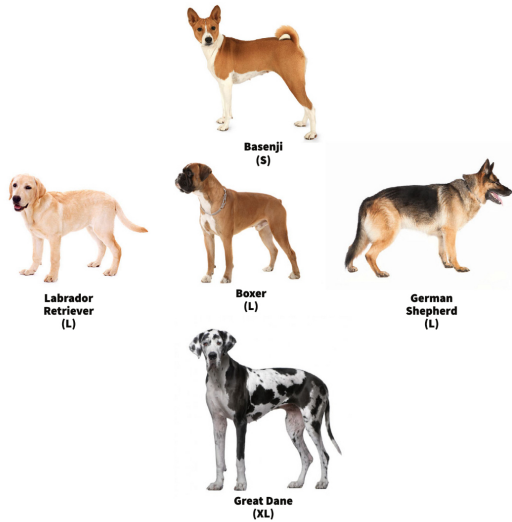 Basenji
(S)
Labrador
Retriever
(L)
Boxer
(L)
German
Shepherd
(L)
Great Dane
(XL)